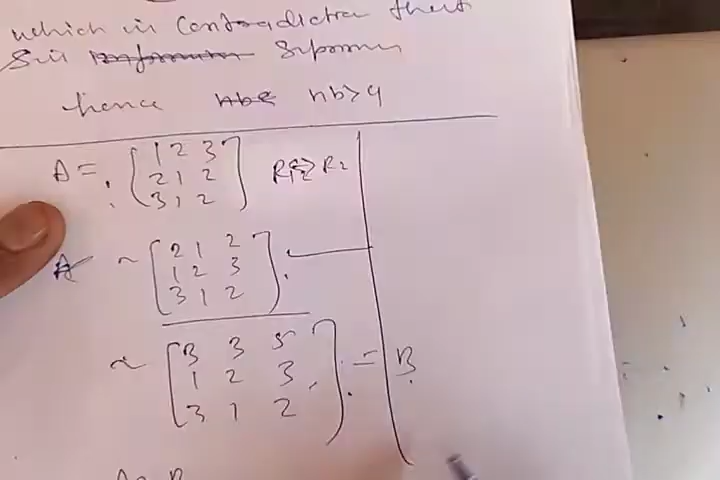 which is contradiction that
S is
hence nb>4
A = [1 2 3
2 1 2
3 1 2] R1 ↔ R2
A ~ [2 1 2
1 2 3
3 1 2]
~ [3 3 5
1 2 3
3 1 2] = B